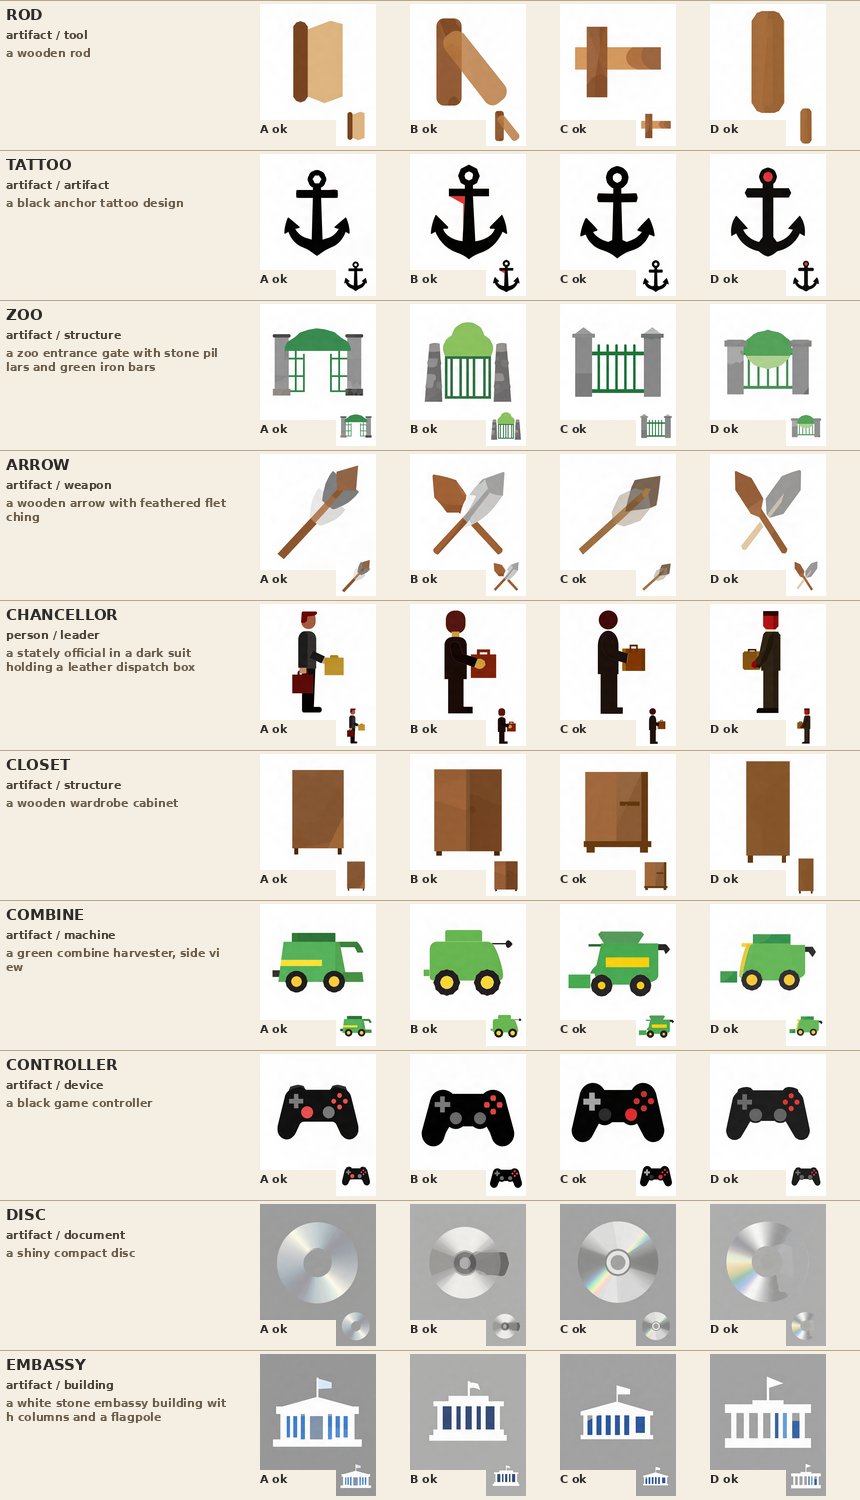 ROD
artifact / tool
a wooden rod
A ok
B ok
C ok
D ok
TATTOO
artifact / artifact
a black anchor tattoo design
A ok
B ok
C ok
D ok
ZOO
artifact / structure
a zoo entrance gate with stone pil
lars and green iron bars
A ok
B ok
C ok
D ok
ARROW
artifact / weapon
a wooden arrow with feathered flet
ching
A ok
B ok
C ok
D ok
CHANCELLOR
person / leader
a stately official in a dark suit
holding a leather dispatch box
A ok
B ok
C ok
D ok
CLOSET
artifact / structure
a wooden wardrobe cabinet
A ok
B ok
C ok
D ok
COMBINE
artifact / machine
a green combine harvester, side vi
ew
A ok
B ok
C ok
D ok
CONTROLLER
artifact / device
a black game controller
A ok
B ok
C ok
D ok
DISC
artifact / document
a shiny compact disc
A ok
B ok
C ok
D ok
EMBASSY
artifact / building
a white stone embassy building wit
h columns and a flagpole
A ok
B ok
C ok
D ok